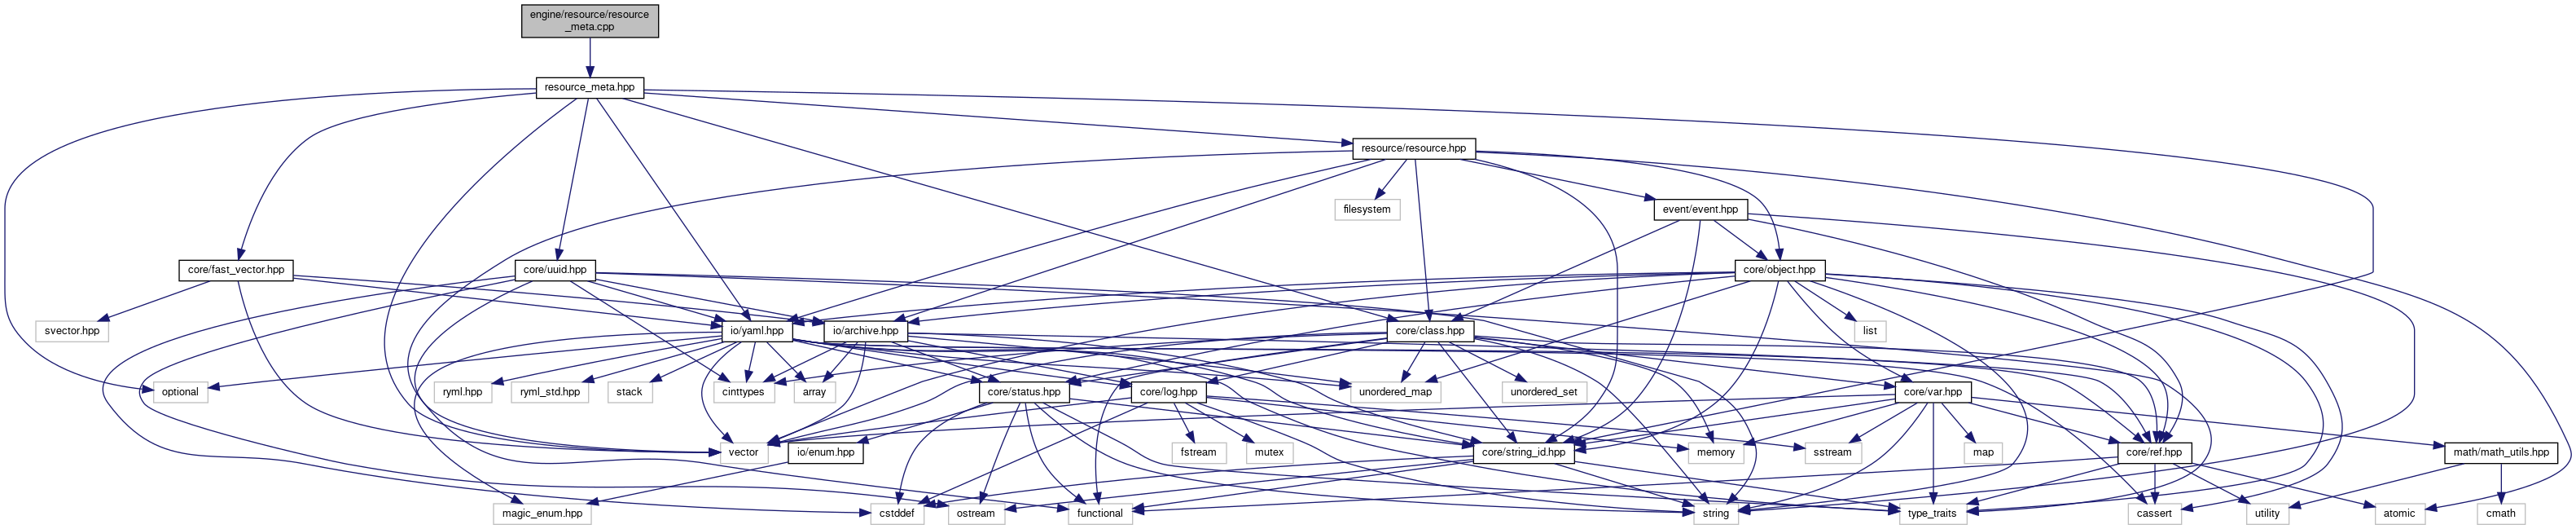 engine/resource/resource
_meta.cpp
resource_meta.hpp
resource/resource.hpp
filesystem
event/event.hpp
core/fast_vector.hpp
core/uuid.hpp
core/object.hpp
svector.hpp
io/yaml.hpp
io/archive.hpp
core/class.hpp
list
optional
ryml.hpp
ryml_std.hpp
stack
cinttypes
array
core/status.hpp
core/log.hpp
unordered_map
unordered_set
core/var.hpp
vector
io/enum.hpp
fstream
mutex
core/string_id.hpp
memory
sstream
map
core/ref.hpp
math/math_utils.hpp
magic_enum.hpp
cstddef
ostream
functional
string
type_traits
cassert
utility
atomic
cmath